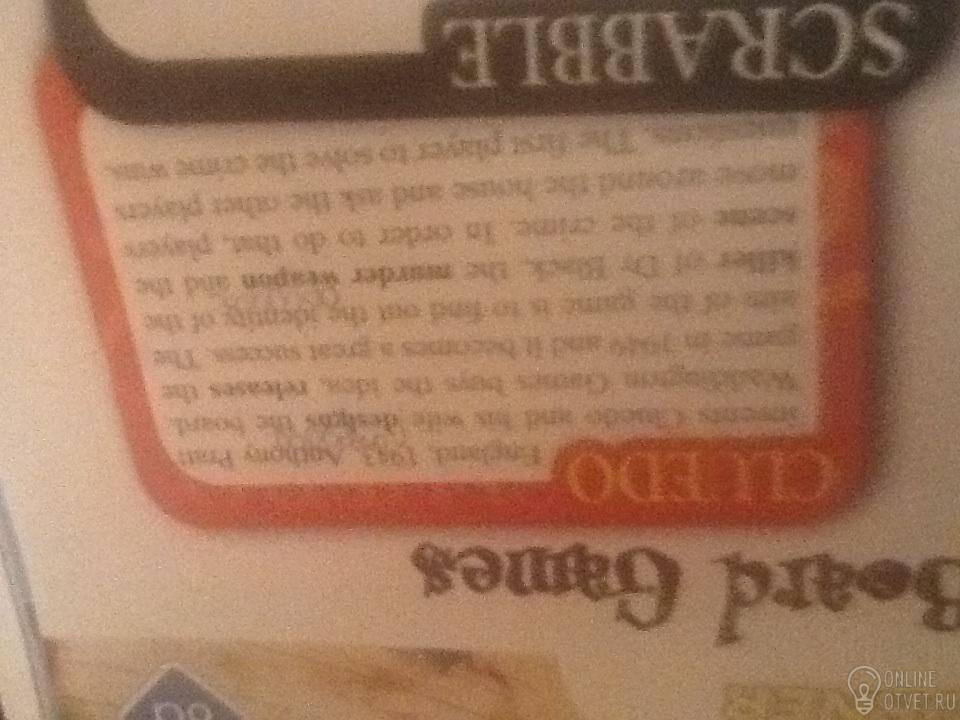 8a
Board Games
CLUEDO
England, 1943. Anthony Pratt
invents Cluedo and his wife designs the board.
Waddington Games buys the idea, releases the
game in 1949 and it becomes a great success. The
aim of the game is to find out the identity of the
killer of Dr Black, the murder weapon and the
scene of the crime. In order to do that, players
move around the house and ask the other players
questions. The first player to solve the crime wins.
SCRABBLE
ONLINE
OTVET.RU